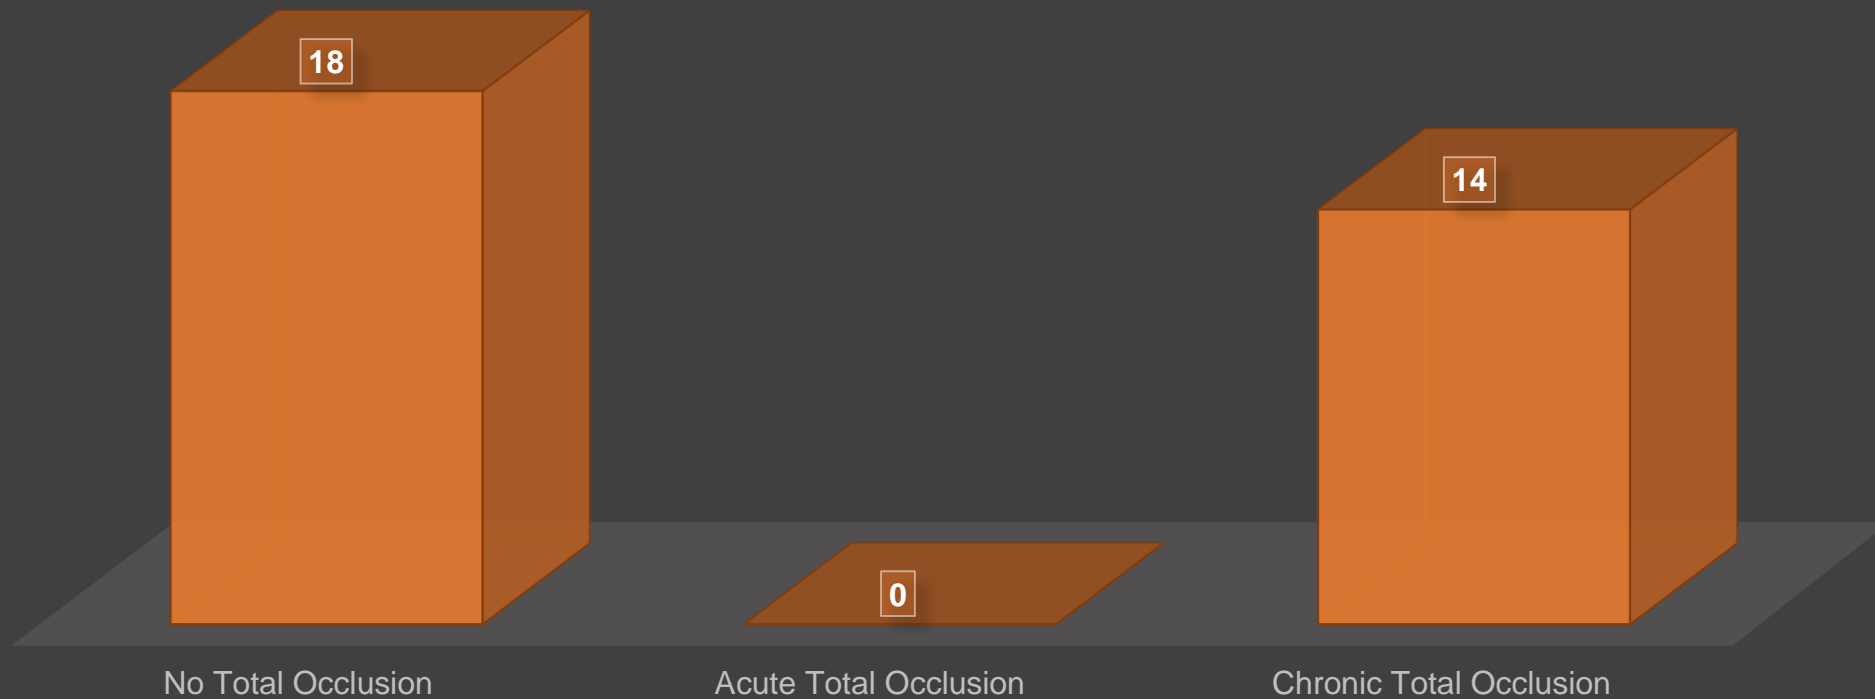 18
14
0
No Total Occlusion
Acute Total Occlusion
Chronic Total Occlusion